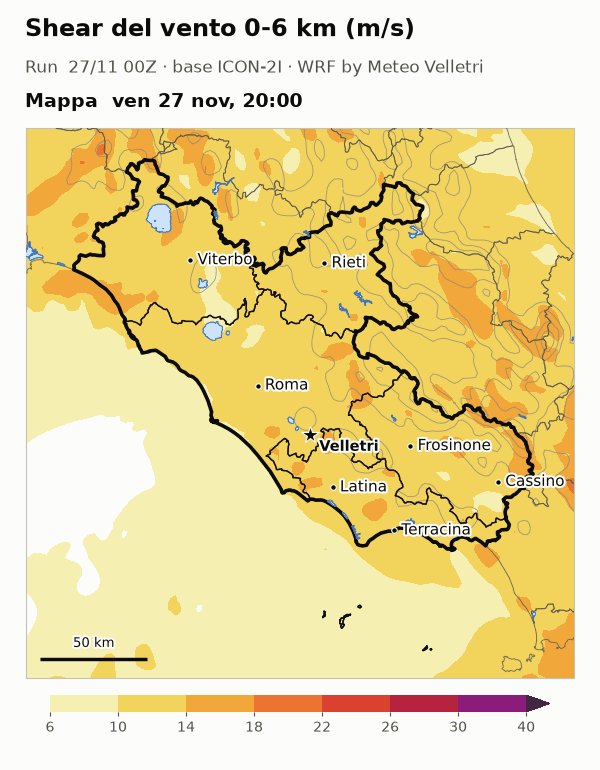 Shear del vento 0-6 km (m/s)
Run  27/11 00Z · base ICON-2I · WRF by Meteo Velletri
Mappa  ven 27 nov, 20:00
Viterbo
Rieti
Roma
Velletri
Frosinone
Cassino
Latina
Terracina
50 km
6 10 14 18 22 26 30 40